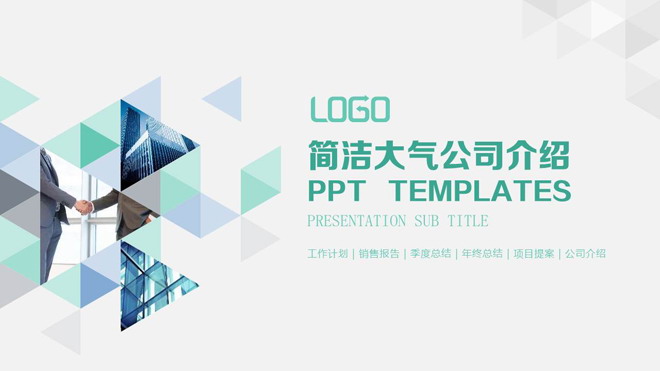 LOGO
简洁大气公司介绍
PPT TEMPLATES
PRESENTATION SUB TITLE
工作计划 | 销售报告 | 季度总结 | 年终总结 | 项目提案 | 公司介绍